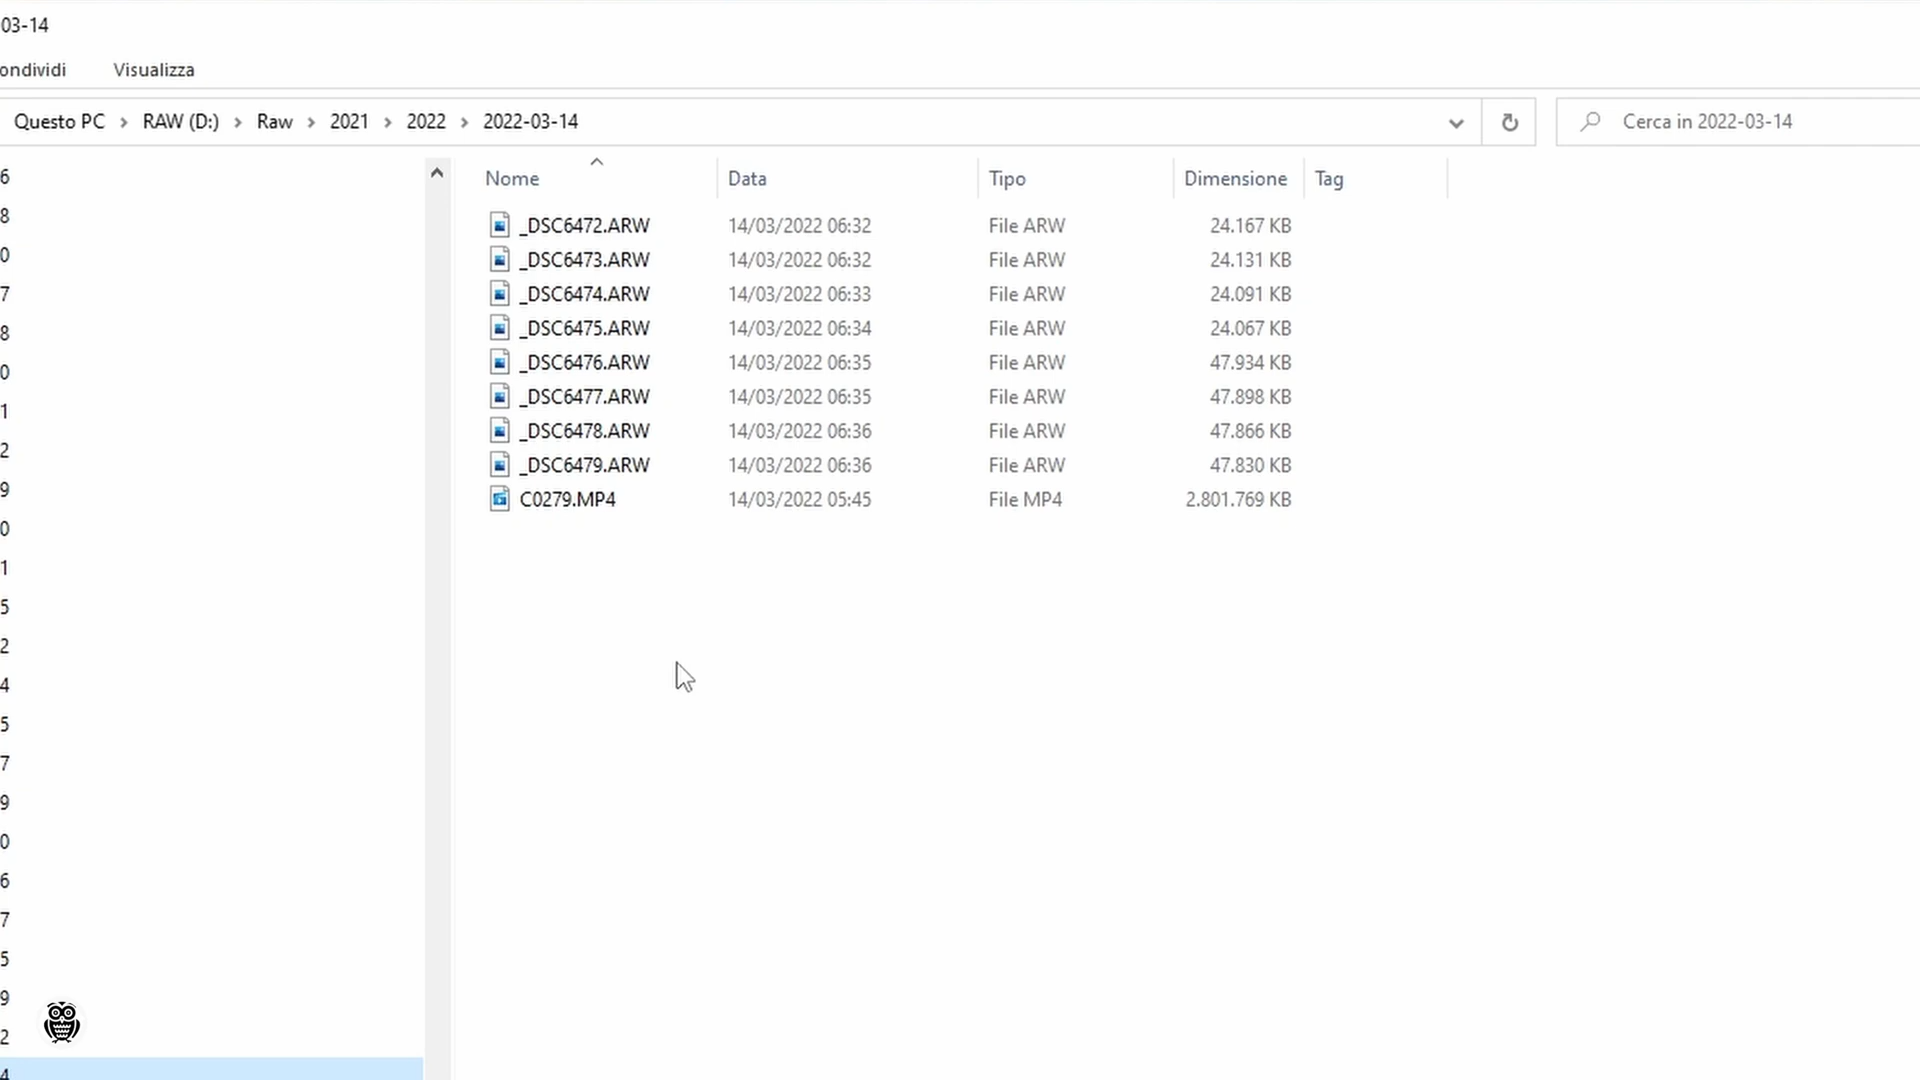 03-14
ondividi Visualizza
Questo PC > RAW (D:) > Raw > 2021 > 2022 > 2022-03-14 Cerca in 2022-03-14
Nome Data Tipo Dimensione Tag
_DSC6472.ARW 14/03/2022 06:32 File ARW 24.167 KB
_DSC6473.ARW 14/03/2022 06:32 File ARW 24.131 KB
_DSC6474.ARW 14/03/2022 06:33 File ARW 24.091 KB
_DSC6475.ARW 14/03/2022 06:34 File ARW 24.067 KB
_DSC6476.ARW 14/03/2022 06:35 File ARW 47.934 KB
_DSC6477.ARW 14/03/2022 06:35 File ARW 47.898 KB
_DSC6478.ARW 14/03/2022 06:36 File ARW 47.866 KB
_DSC6479.ARW 14/03/2022 06:36 File ARW 47.830 KB
C0279.MP4 14/03/2022 05:45 File MP4 2.801.769 KB
6
8
0
7
8
0
1
2
9
0
1
5
2
4
5
7
9
0
6
7
5
9
2
4